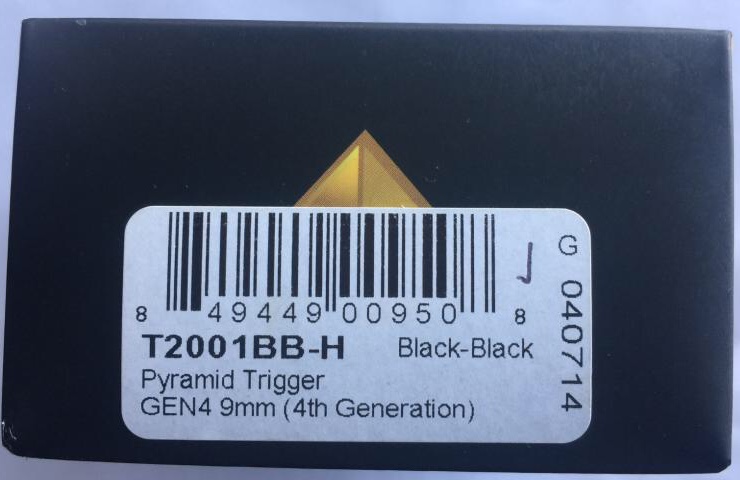 8 49449 00950 8
T2001BB-H Black-Black
Pyramid Trigger
GEN4 9mm (4th Generation)
G 040714